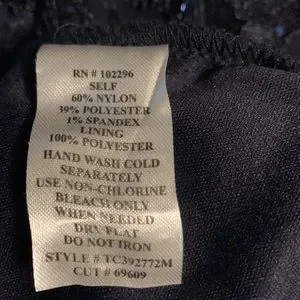 RN # 102296
SELF
60% NYLON
39% POLYESTER
1% SPANDEX
LINING
100% POLYESTER
HAND WASH COLD
SEPARATELY
USE NON-CHLORINE
BLEACH ONLY
WHEN NEEDED
DRY FLAT
DO NOT IRON
STYLE # TC392772M
CUT # 69609